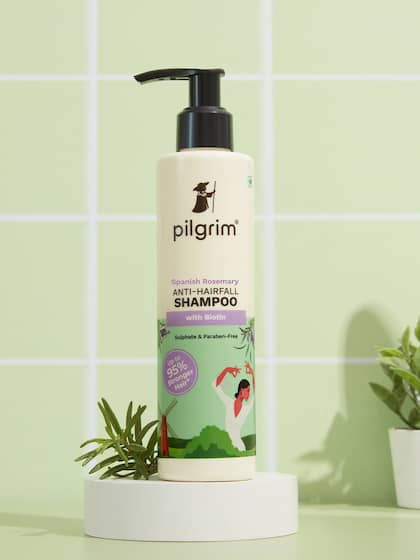 pilgrim®
Spanish Rosemary
ANTI-HAIRFALL
SHAMPOO
with Biotin
Sulphate & Paraben-Free
Up to
95%
Stronger
Hair*